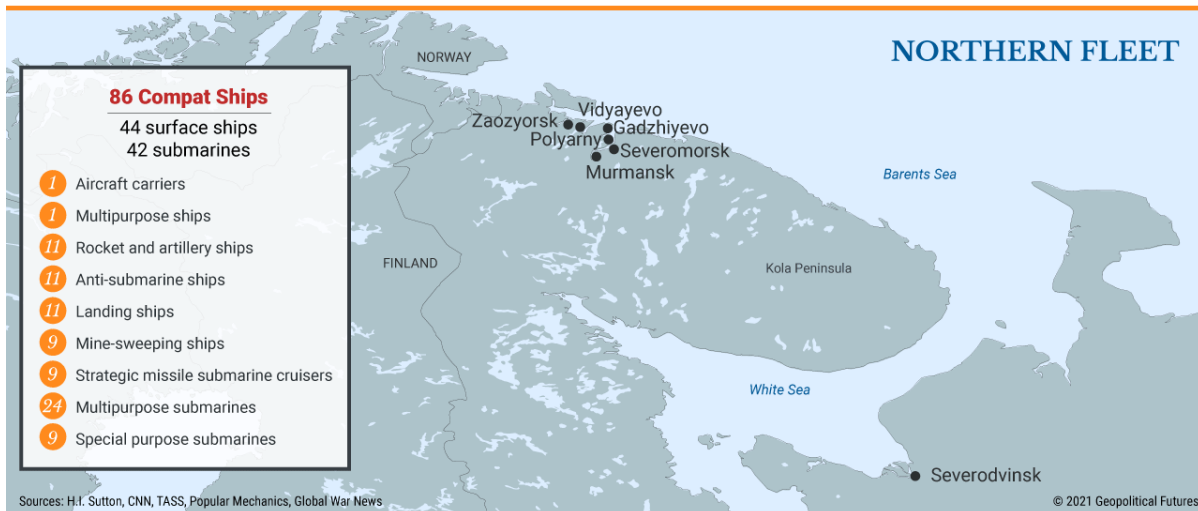 NORTHERN FLEET
86 Compat Ships
44 surface ships
42 submarines
1 Aircraft carriers
1 Multipurpose ships
11 Rocket and artillery ships
11 Anti-submarine ships
11 Landing ships
9 Mine-sweeping ships
9 Strategic missile submarine cruisers
24 Multipurpose submarines
9 Special purpose submarines
NORWAY
FINLAND
Vidyayevo
Zaozyorsk
Gadzhiyevo
Polyarny
Severomorsk
Murmansk
Barents Sea
Kola Peninsula
White Sea
Severodvinsk
Sources: H.I. Sutton, CNN, TASS, Popular Mechanics, Global War News
© 2021 Geopolitical Futures